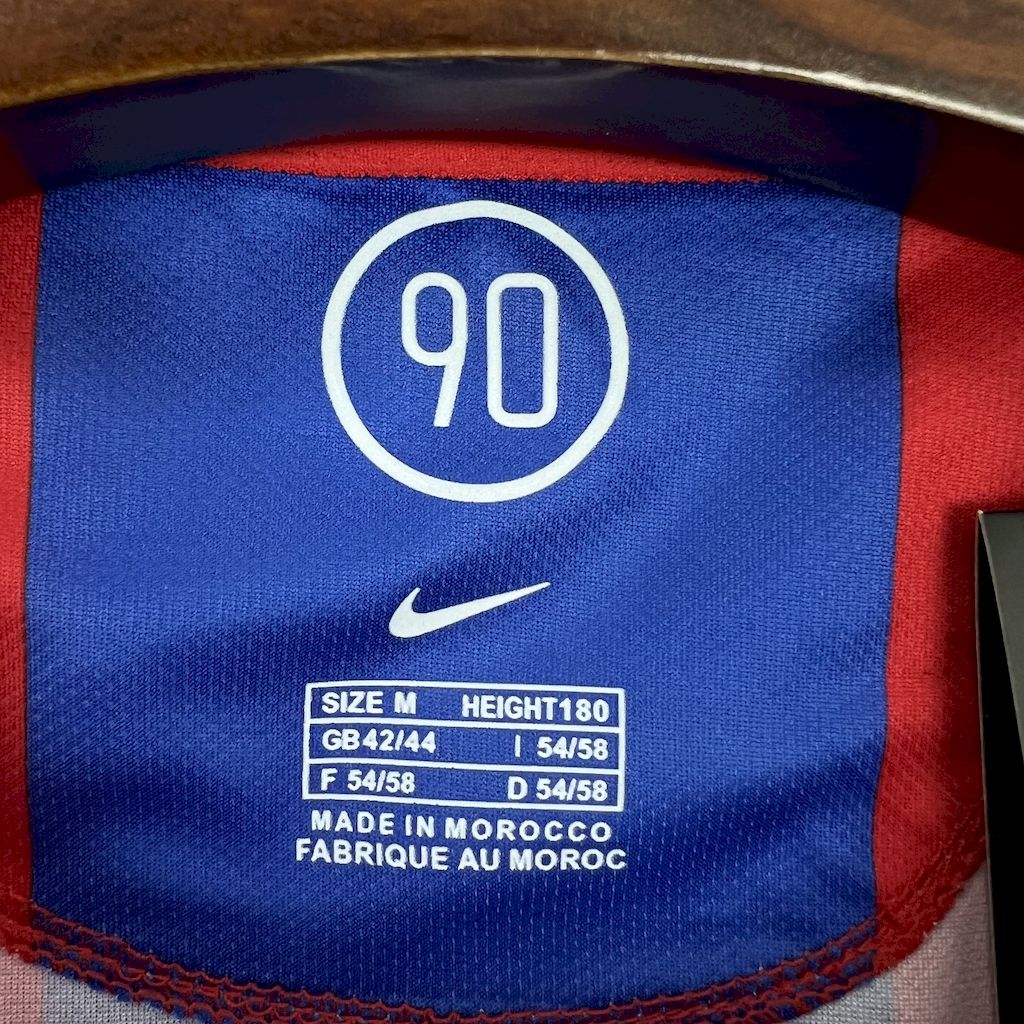 90
SIZE M HEIGHT180
GB42/44 I 54/58
F 54/58 D 54/58
MADE IN MOROCCO
FABRIQUE AU MOROC